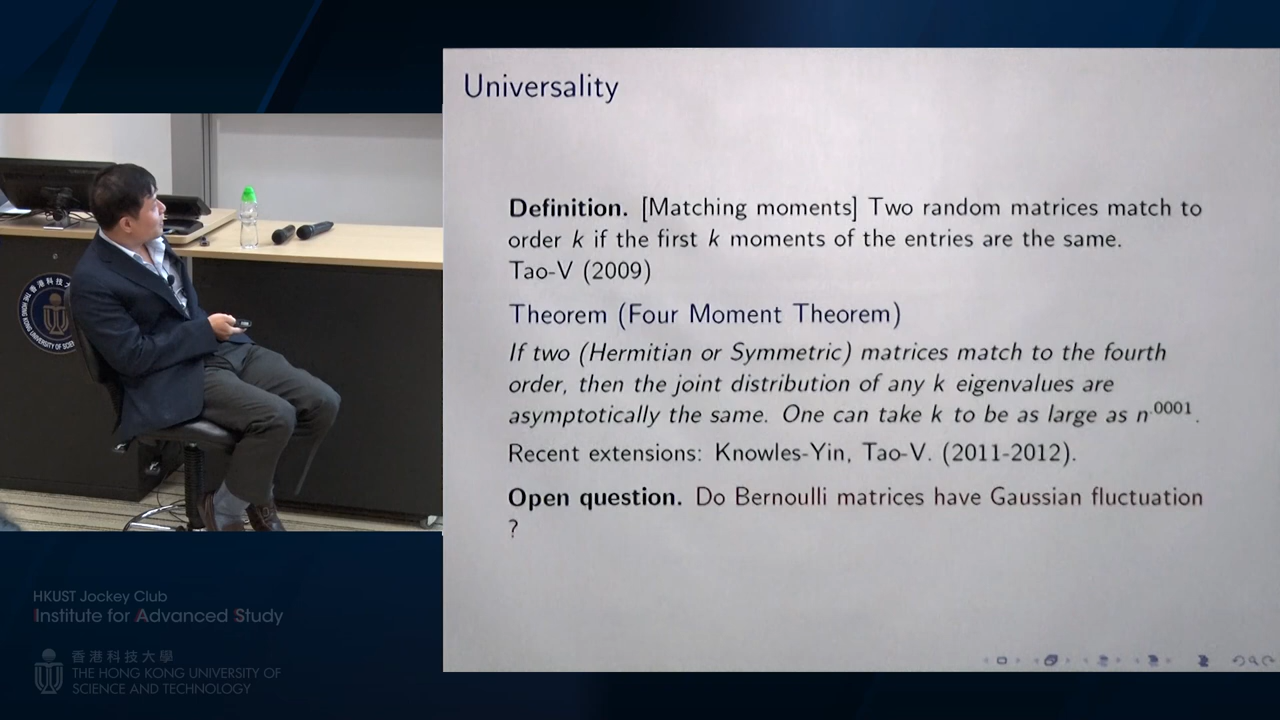 Universality
Definition. [Matching moments] Two random matrices match to
order k if the first k moments of the entries are the same.
Tao-V (2009)
Theorem (Four Moment Theorem)
If two (Hermitian or Symmetric) matrices match to the fourth
order, then the joint distribution of any k eigenvalues are
asymptotically the same. One can take k to be as large as n^.0001.
Recent extensions: Knowles-Yin, Tao-V. (2011-2012).
Open question. Do Bernoulli matrices have Gaussian fluctuation
?
HKUST Jockey Club
Institute for Advanced Study
香港科技大學
THE HONG KONG UNIVERSITY OF
SCIENCE AND TECHNOLOGY